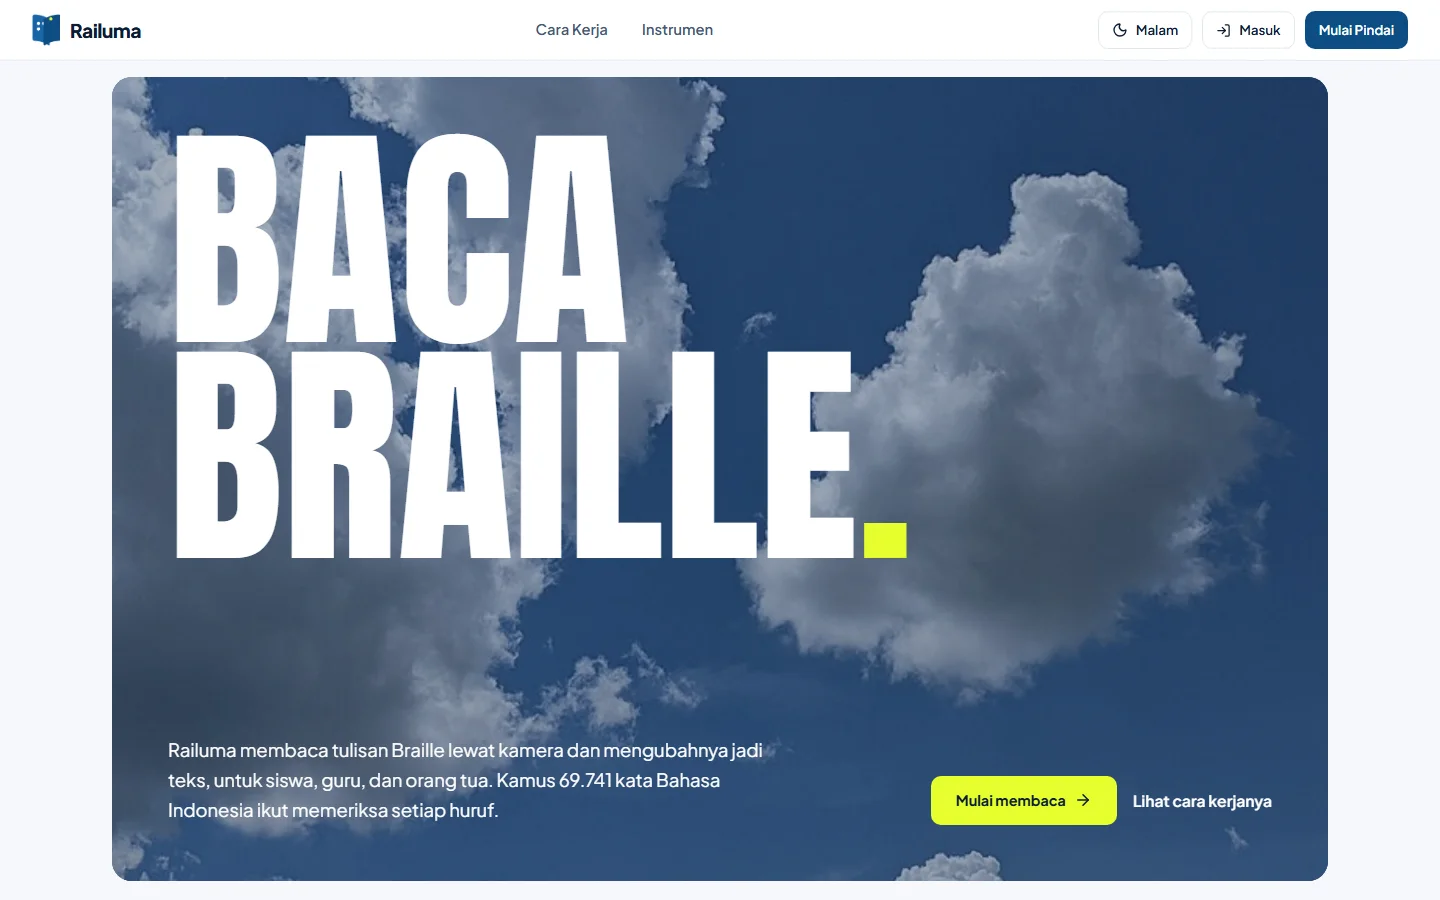 Railuma
Cara Kerja
Instrumen
Malam
Masuk
Mulai Pindai
BACA
BRAILLE.
Railuma membaca tulisan Braille lewat kamera dan mengubahnya jadi
teks, untuk siswa, guru, dan orang tua. Kamus 69.741 kata Bahasa
Indonesia ikut memeriksa setiap huruf.
Mulai membaca →
Lihat cara kerjanya